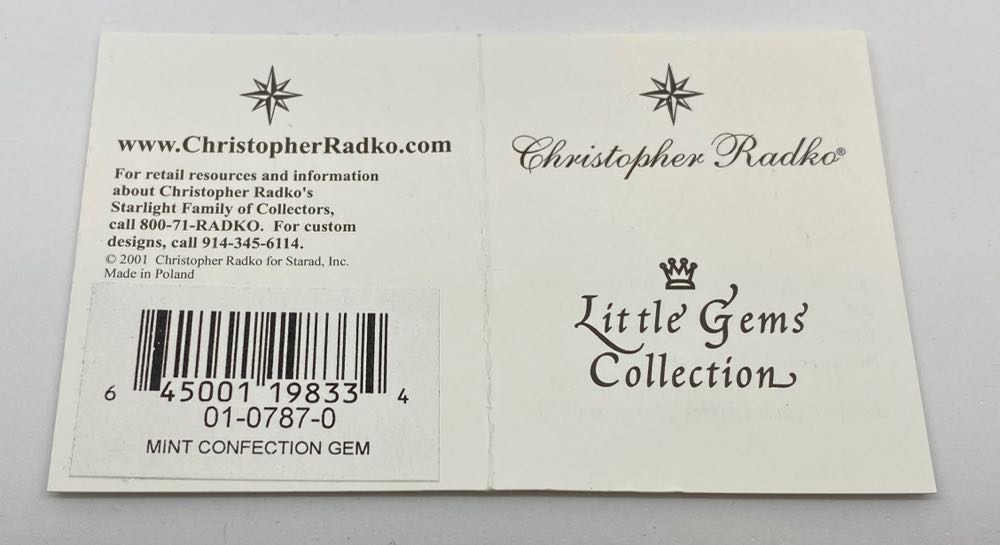 www.ChristopherRadko.com
For retail resources and information
about Christopher Radko's
Starlight Family of Collectors,
call 800-71-RADKO. For custom
designs, call 914-345-6114.
© 2001 Christopher Radko for Starad, Inc.
Made in Poland
6 45001 19833 4
01-0787-0
MINT CONFECTION GEM
Christopher Radko®
Little Gems
Collection